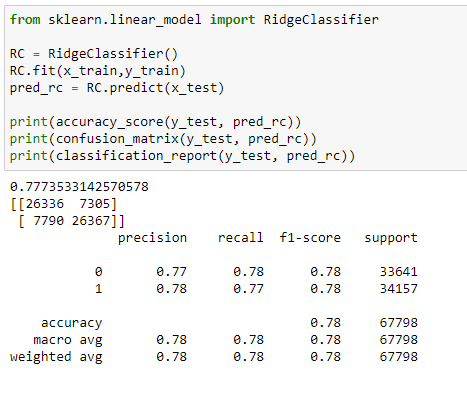 from sklearn.linear_model import RidgeClassifier
RC = RidgeClassifier()
RC.fit(x_train,y_train)
pred_rc = RC.predict(x_test)
print(accuracy_score(y_test, pred_rc))
print(confusion_matrix(y_test, pred_rc))
print(classification_report(y_test, pred_rc))
0.7773533142570578
[[26336  7305]
 [ 7790 26367]]
              precision    recall  f1-score   support
           0       0.77      0.78      0.78     33641
           1       0.78      0.77      0.78     34157
    accuracy                           0.78     67798
   macro avg       0.78      0.78      0.78     67798
weighted avg       0.78      0.78      0.78     67798